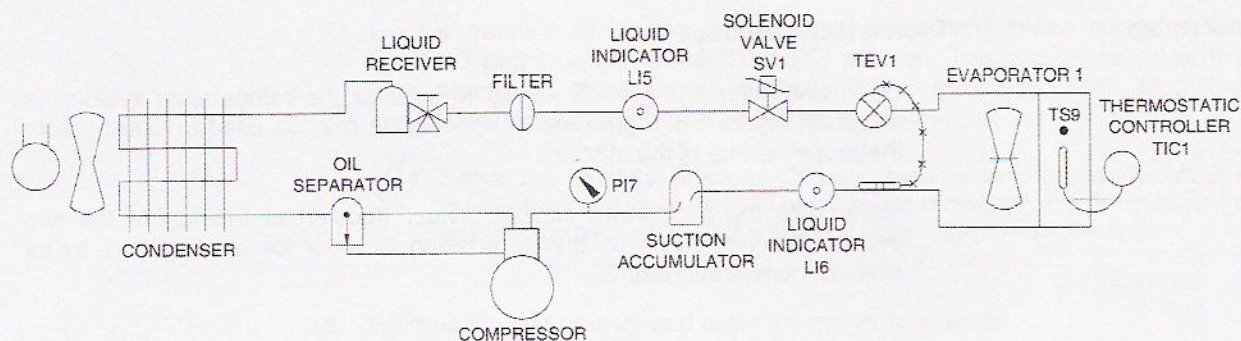 LIQUID
RECEIVER
FILTER
LIQUID
INDICATOR
LI5
SOLENOID
VALVE
SV1
TEV1
EVAPORATOR 1
TS9
THERMOSTATIC
CONTROLLER
TIC1
OIL
SEPARATOR
PI7
CONDENSER
SUCTION
ACCUMULATOR
LIQUID
INDICATOR
LI6
COMPRESSOR